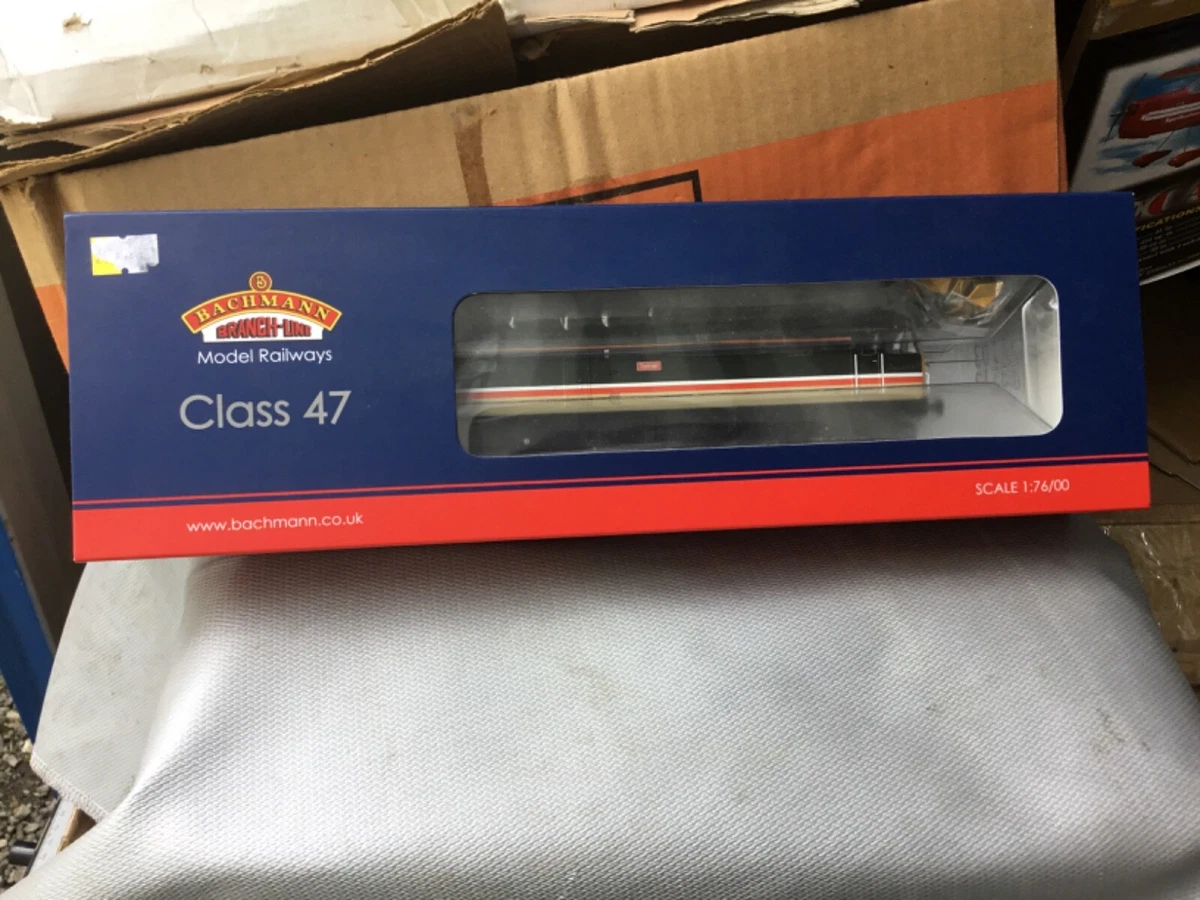 BACHMANN
BRANCH-LINE
Model Railways
Class 47
SCALE 1:76/00
www.bachmann.co.uk